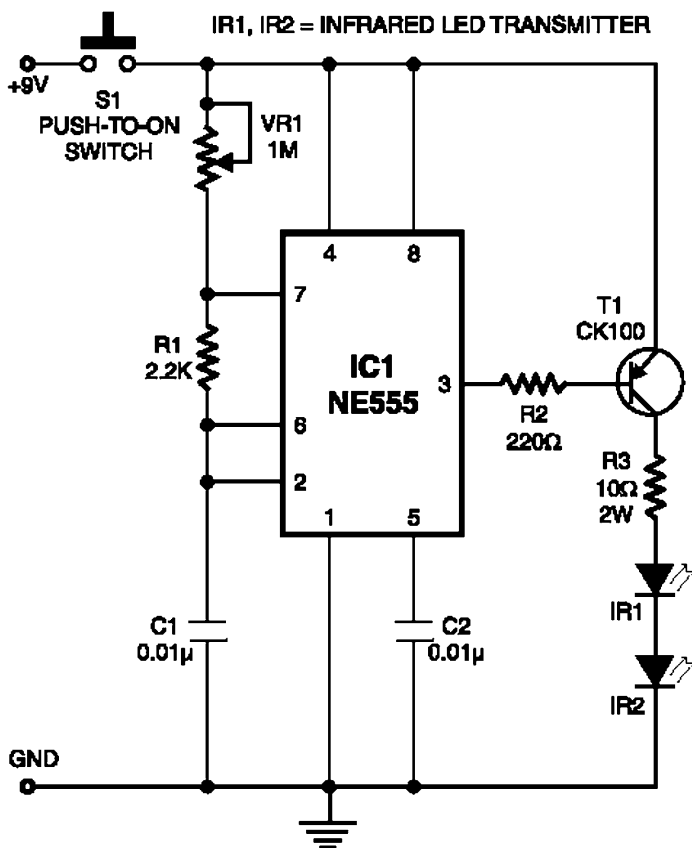 IR1, IR2 = INFRARED LED TRANSMITTER
+9V
S1
PUSH-TO-ON
SWITCH
VR1
1M
4
8
7
T1
CK100
R1
2.2K
IC1
NE555
3
R2
220Ω
6
2
R3
10Ω
2W
1
5
C1
0.01µ
C2
0.01µ
IR1
IR2
GND